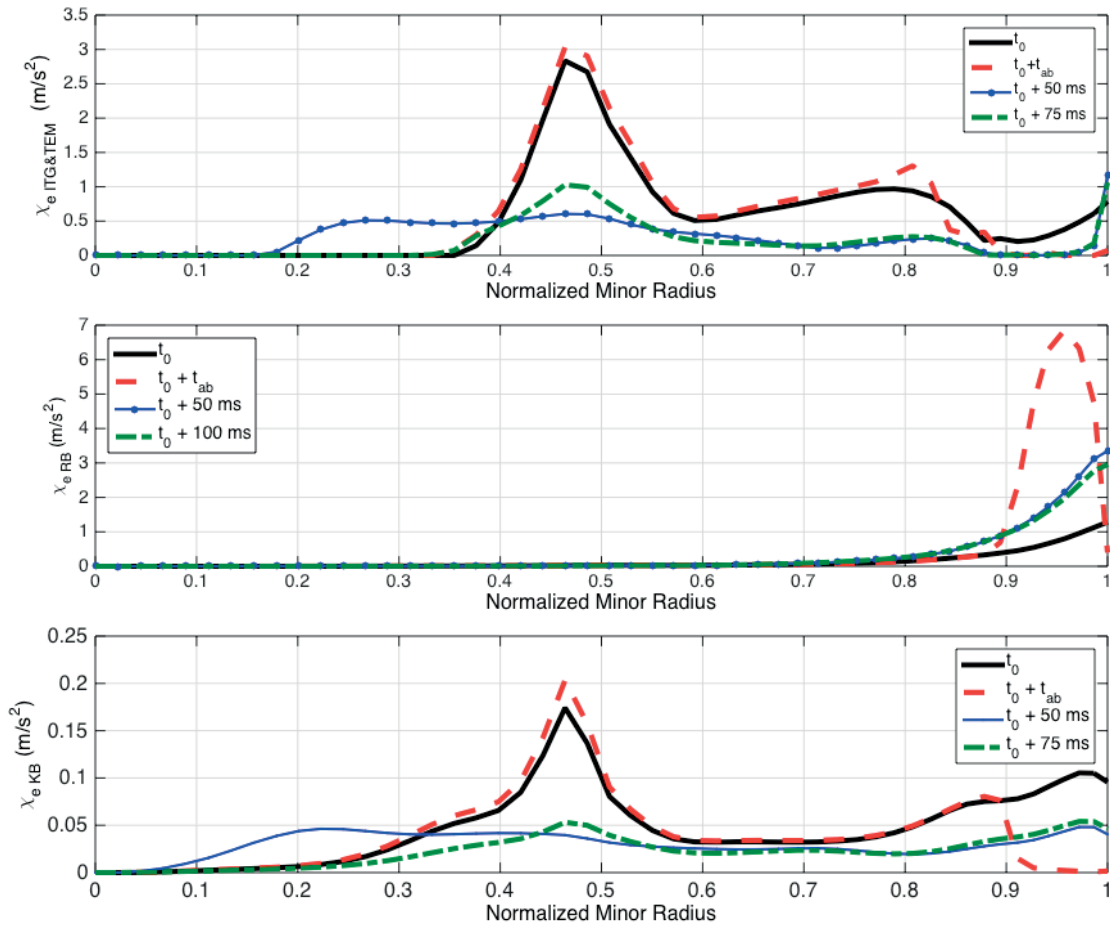 3.5
3
2.5
2
1.5
1
0.5
0
χe ITG&TEM (m/s²)
t0
t0+tab
t0 + 50 ms
t0 + 75 ms
0 0.1 0.2 0.3 0.4 0.5 0.6 0.7 0.8 0.9 1
Normalized Minor Radius
7
6
5
4
3
2
1
0
χe RB (m/s²)
t0
t0 + tab
t0 + 50 ms
t0 + 100 ms
0 0.1 0.2 0.3 0.4 0.5 0.6 0.7 0.8 0.9 1
Normalized Minor Radius
0.25
0.2
0.15
0.1
0.05
0
χe KB (m/s²)
t0
t0 + tab
t0 + 50 ms
t0 + 75 ms
0 0.1 0.2 0.3 0.4 0.5 0.6 0.7 0.8 0.9 1
Normalized Minor Radius